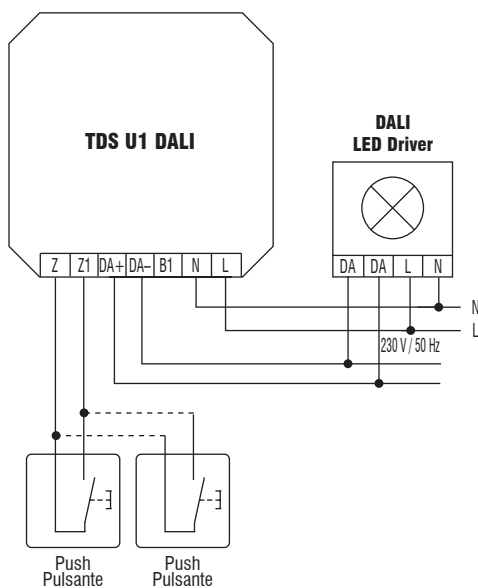 TDS U1 DALI
DALI
LED Driver
Z Z1 DA+ DA– B1 N L
DA DA L N
N
L
230 V / 50 Hz
Push
Pulsante
Push
Pulsante